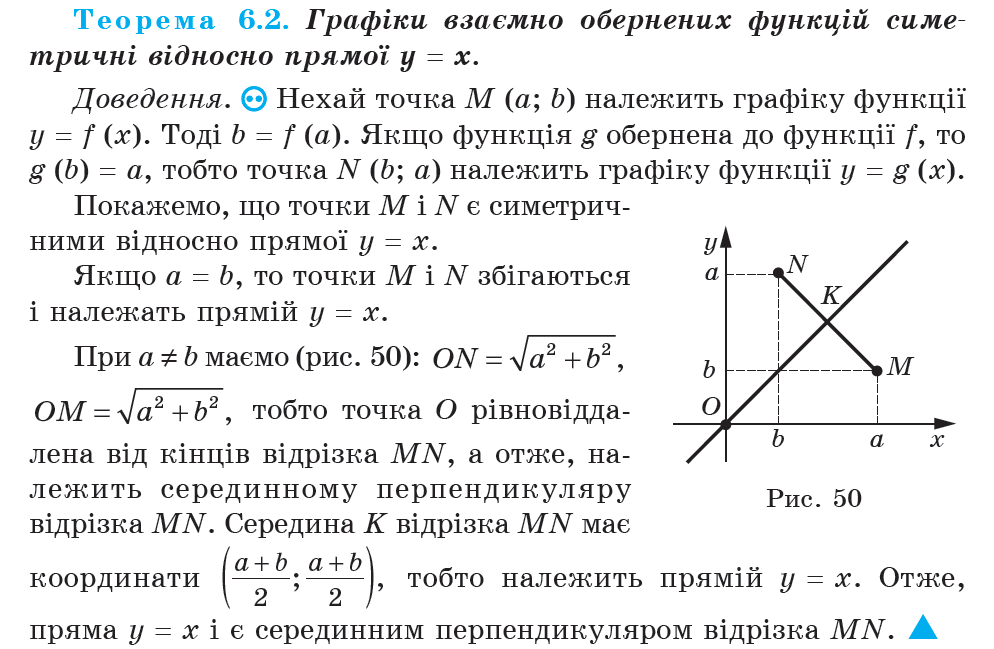 Теорема 6.2. Графіки взаємно обернених функцій симе-
тричні відносно прямої y = x.
Доведення. Нехай точка M (a; b) належить графіку функції
y = f (x). Тоді b = f (a). Якщо функція g обернена до функції f, то
g (b) = a, тобто точка N (b; a) належить графіку функції y = g (x).
Покажемо, що точки M і N є симетрич-
ними відносно прямої y = x.
Якщо a = b, то точки M і N збігаються
і належать прямій y = x.
При a ≠ b маємо (рис. 50): ON = √(a² + b²),
OM = √(a² + b²), тобто точка O рівновідда-
лена від кінців відрізка MN, а отже, на-
лежить серединному перпендикуляру
відрізка MN. Середина K відрізка MN має
координати ((a + b)/2; (a + b)/2), тобто належить прямій y = x. Отже,
пряма y = x і є серединним перпендикуляром відрізка MN.
y
a
N
K
b
M
O
b
a
x
Рис. 50